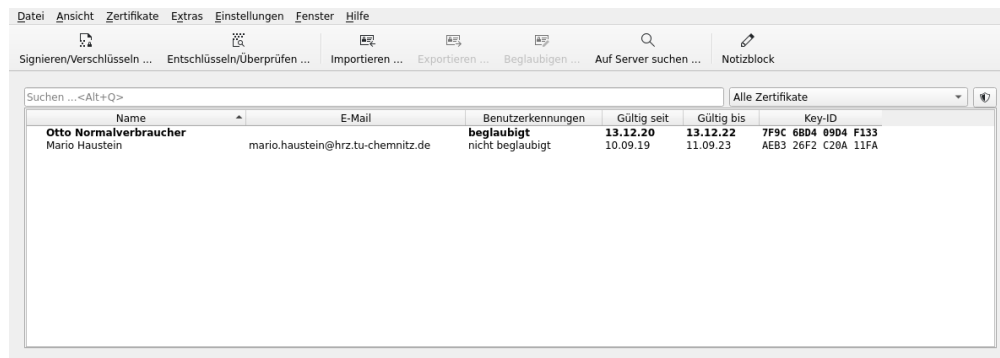 Datei Ansicht Zertifikate Extras Einstellungen Fenster Hilfe
Signieren/Verschlüsseln ... Entschlüsseln/Überprüfen ... Importieren ... Exportieren ... Beglaubigen ... Auf Server suchen ... Notizblock
Suchen ...<Alt+Q> Alle Zertifikate
Name E-Mail Benutzerkennungen Gültig seit Gültig bis Key-ID
Otto Normalverbraucher beglaubigt 13.12.20 13.12.22 7F9C 6BD4 09D4 F133
Mario Haustein mario.haustein@hrz.tu-chemnitz.de nicht beglaubigt 10.09.19 11.09.23 AEB3 26F2 C20A 11FA